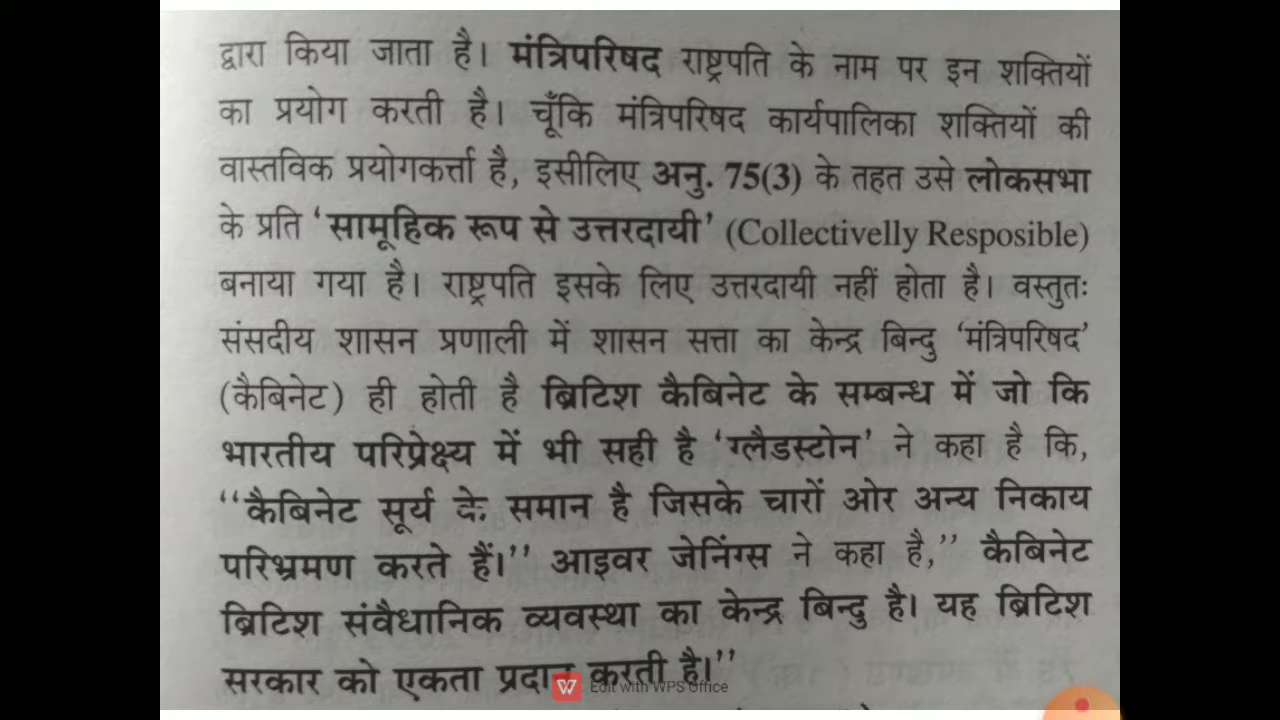 द्वारा किया जाता है। मंत्रिपरिषद राष्ट्रपति के नाम पर इन शक्तियों
का प्रयोग करती है। चूँकि मंत्रिपरिषद कार्यपालिका शक्तियों की
वास्तविक प्रयोगकर्त्ता है, इसीलिए अनु. 75(3) के तहत उसे लोकसभा
के प्रति ‘सामूहिक रूप से उत्तरदायी’ (Collectivelly Resposible)
बनाया गया है। राष्ट्रपति इसके लिए उत्तरदायी नहीं होता है। वस्तुतः
संसदीय शासन प्रणाली में शासन सत्ता का केन्द्र बिन्दु ‘मंत्रिपरिषद’
(कैबिनेट) ही होती है ब्रिटिश कैबिनेट के सम्बन्ध में जो कि
भारतीय परिप्रेक्ष्य में भी सही है ‘ग्लैडस्टोन’ ने कहा है कि,
‘‘कैबिनेट सूर्य के समान है जिसके चारों ओर अन्य निकाय
परिभ्रमण करते हैं।’’ आइवर जेनिंग्स ने कहा है,’’ कैबिनेट
ब्रिटिश संवैधानिक व्यवस्था का केन्द्र बिन्दु है। यह ब्रिटिश
सरकार को एकता प्रदान करती है।’’
Edit with WPS Office